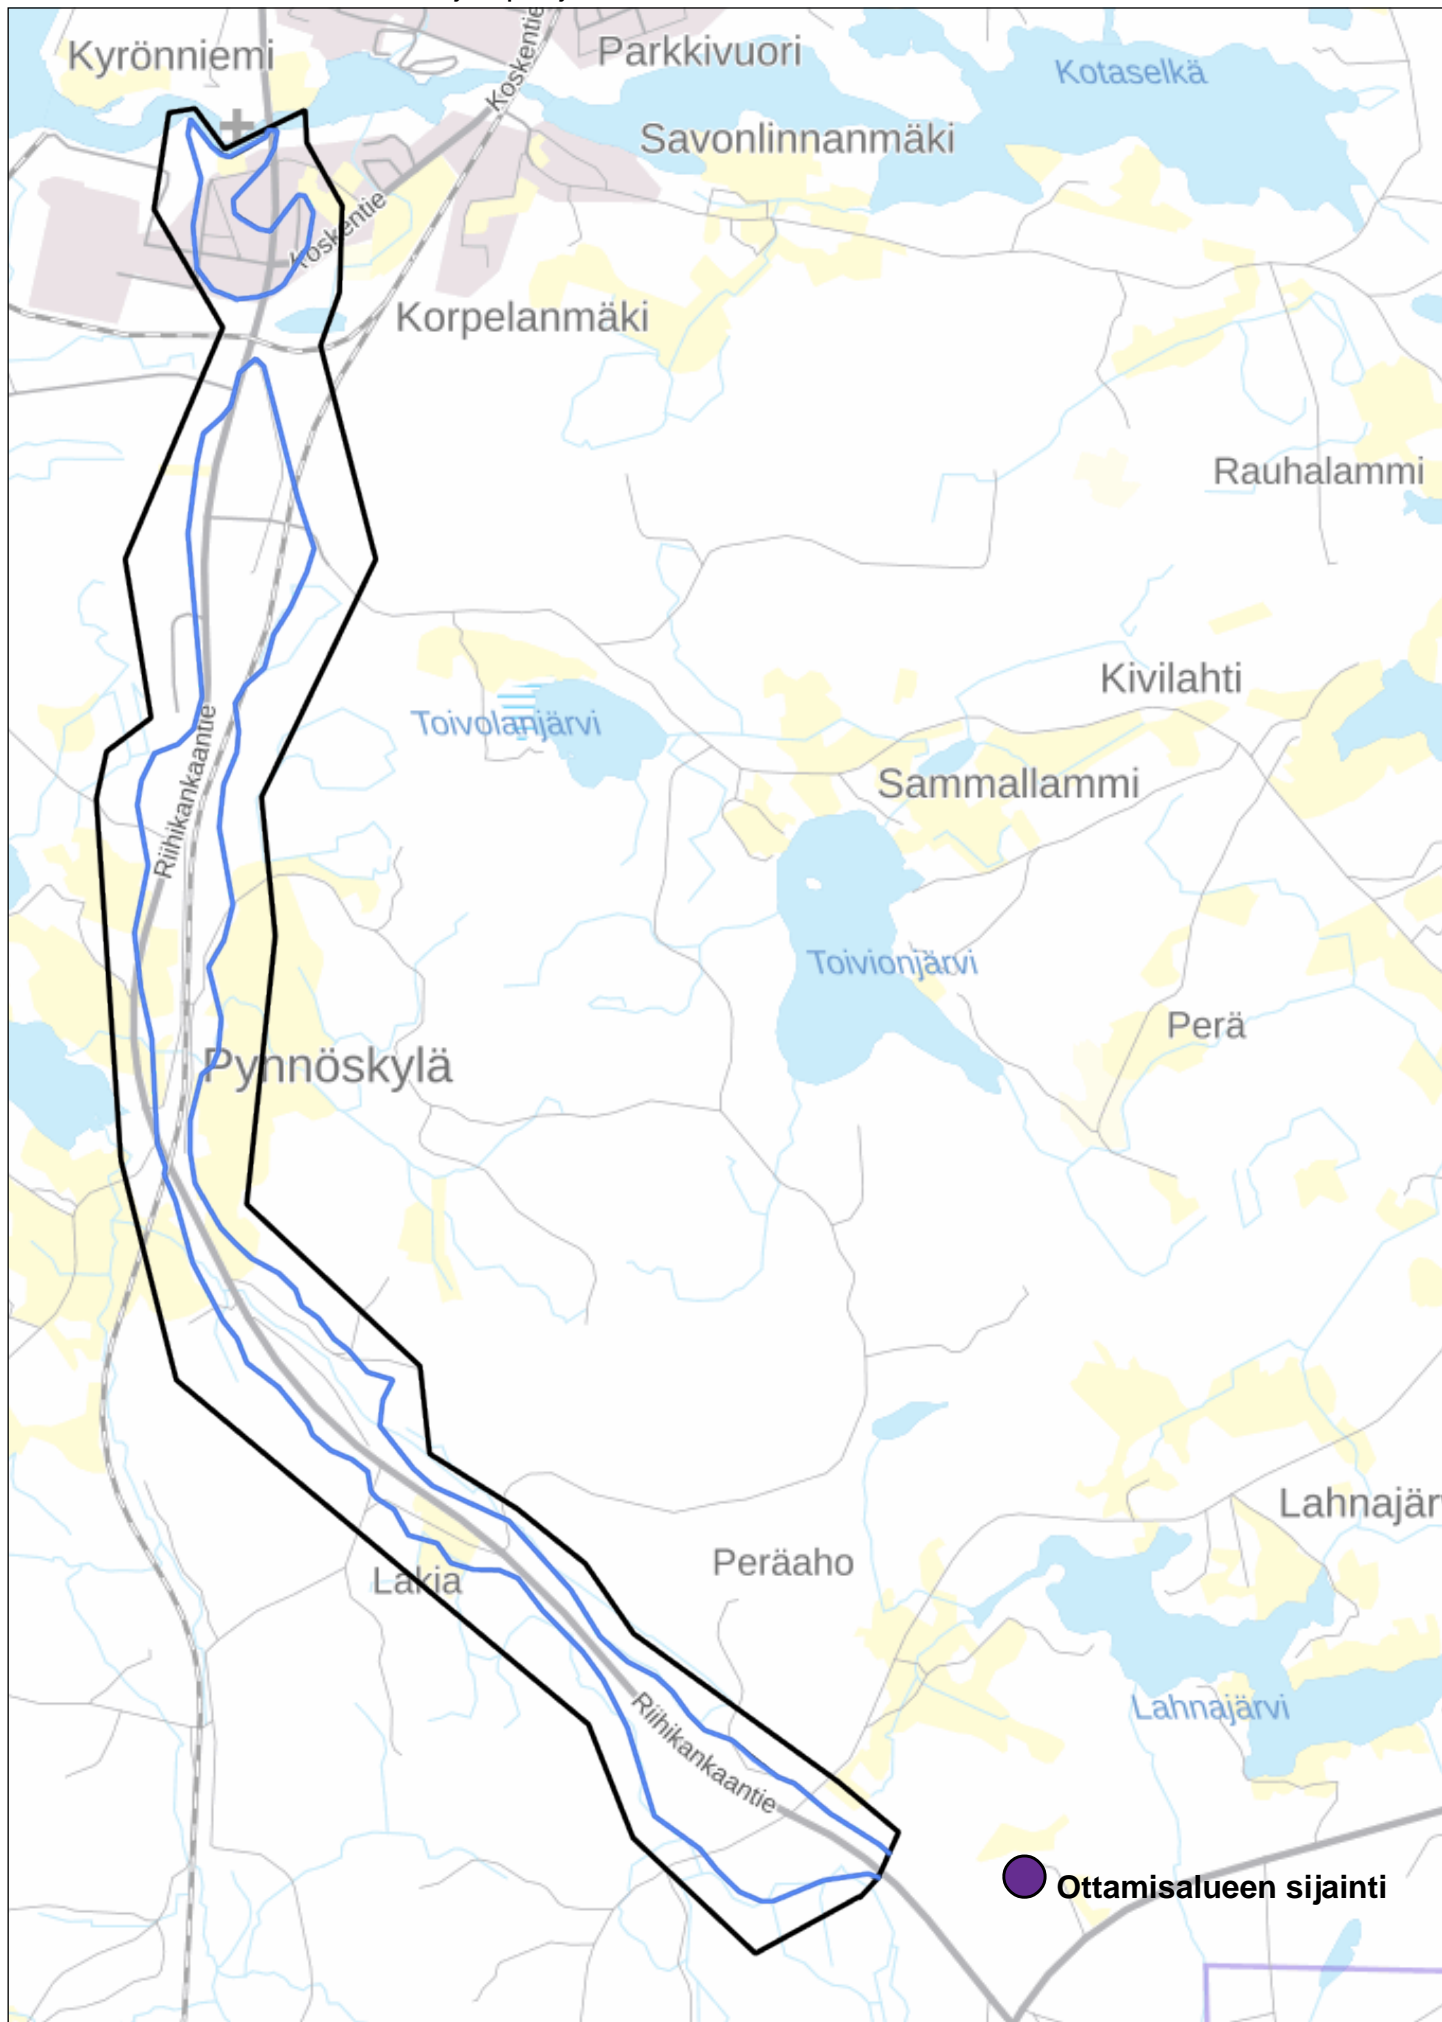 Kyrönniemi
Parkkivuori
Kotaselkä
Koskentie
Savonlinnanmäki
Koskentie
Korpelanmäki
Rauhalammi
Kivilahti
Toivolanjärvi
Riihikankaantie
Sammallammi
Toivionjärvi
Perä
Pynnöskylä
Lahnajär
Peräaho
Lakia
Riihikankaantie
Lahnajärvi
Ottamisalueen sijainti